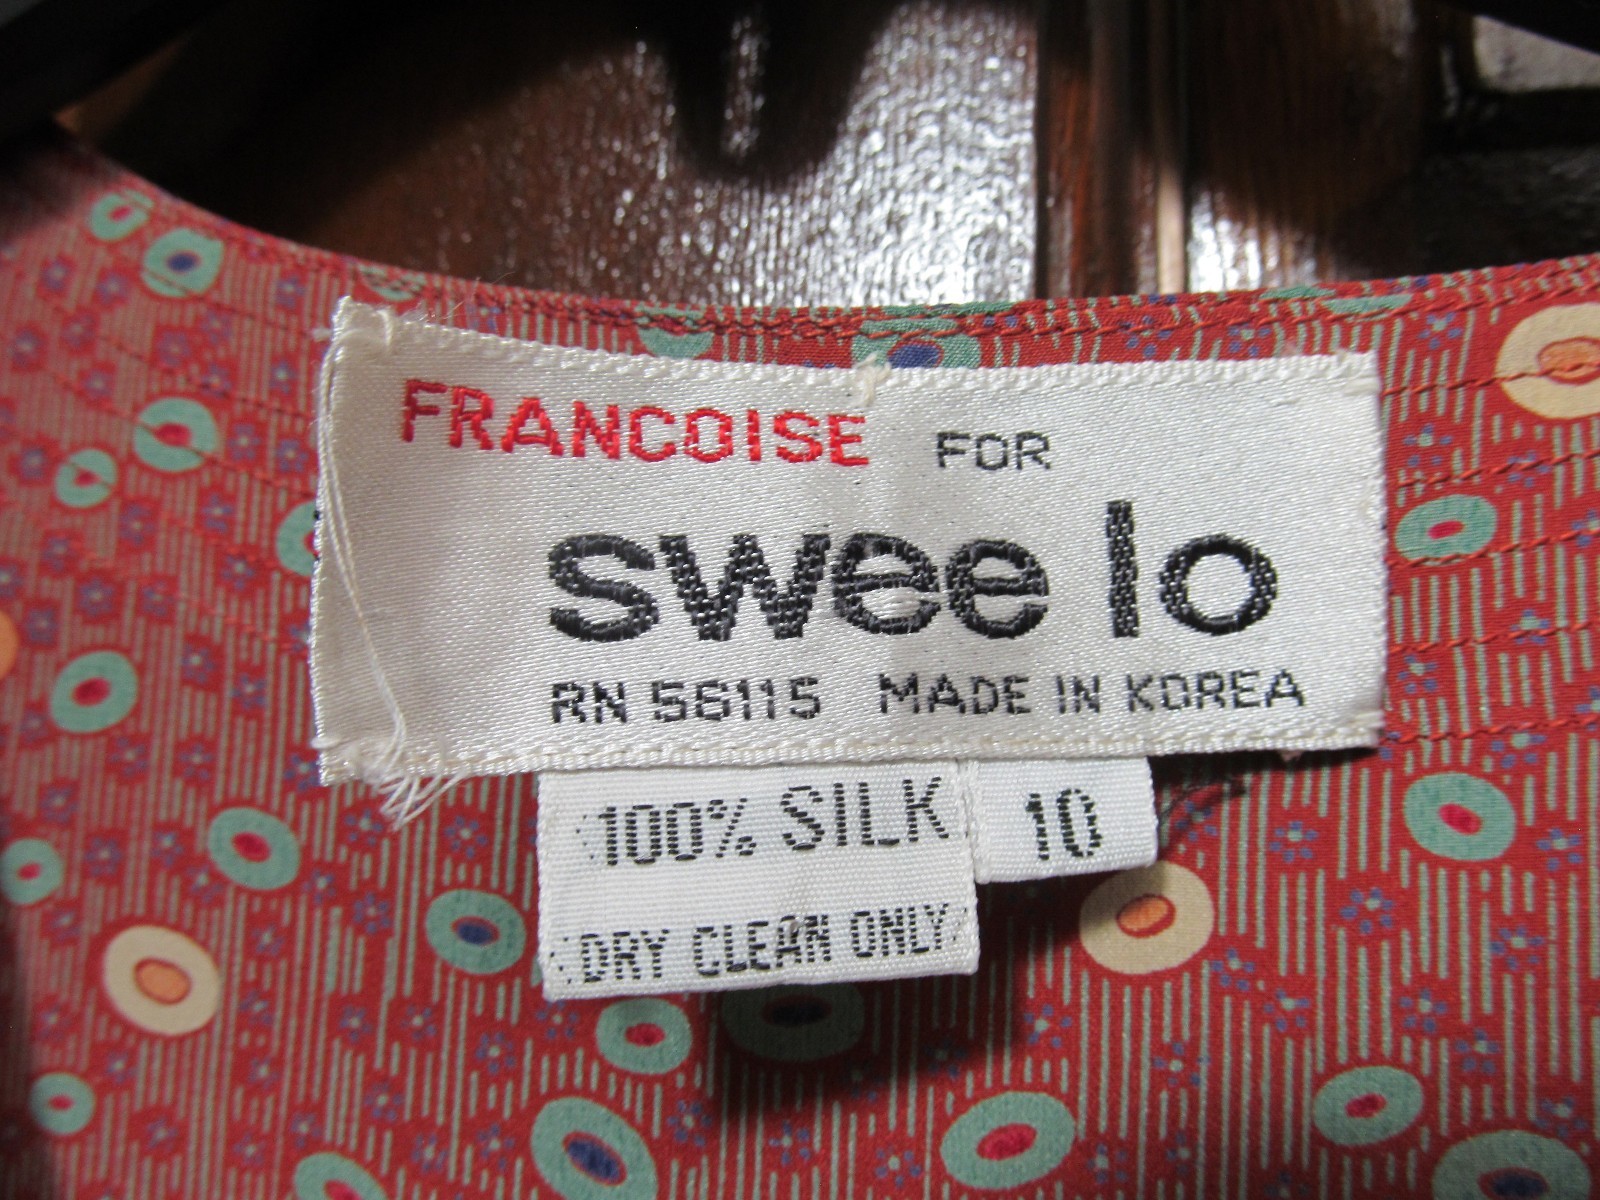 FRANCOISE FOR
swee lo
RN 56115 MADE IN KOREA
100% SILK 10
DRY CLEAN ONLY